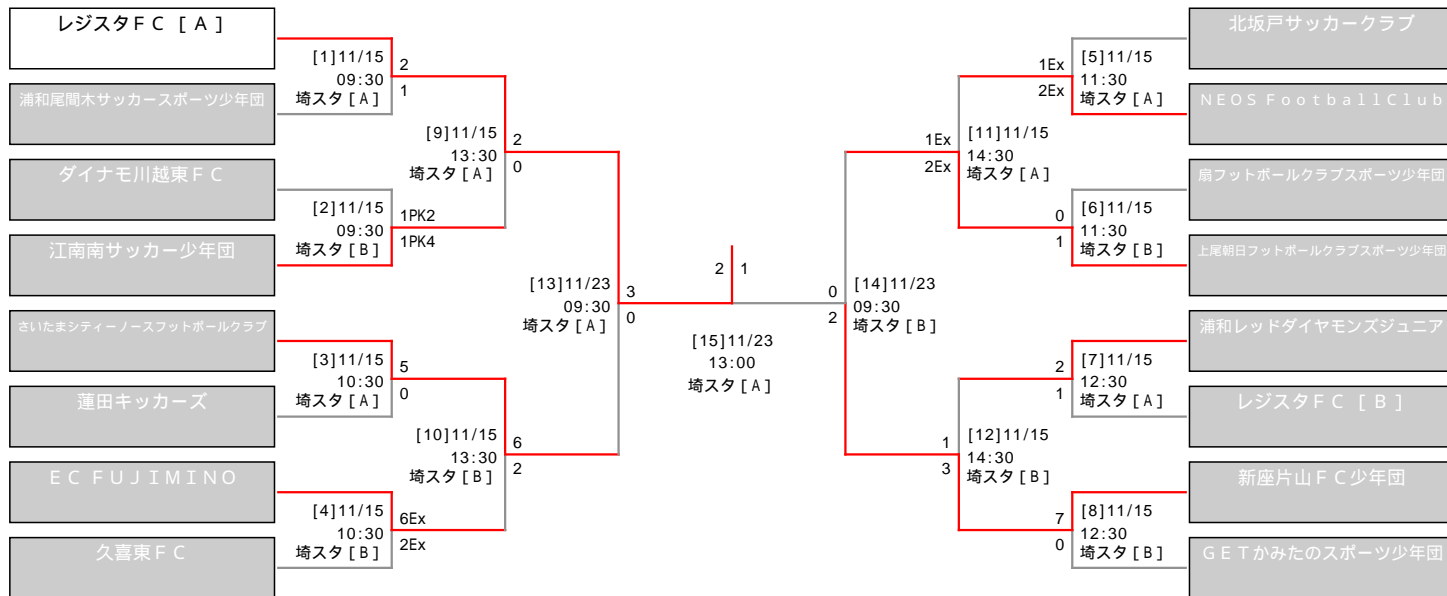 レジスタＦＣ［Ａ］
[1]11/15
09:30
埼スタ［A］
2
1
浦和尾間木サッカースポーツ少年団
[9]11/15
13:30
埼スタ［A］
2
0
ダイナモ川越東ＦＣ
[2]11/15
09:30
埼スタ［B］
1PK2
1PK4
江南南サッカー少年団
[13]11/23
09:30
埼スタ［A］
3
0
さいたまシティーノースフットボールクラブ
[3]11/15
10:30
埼スタ［A］
5
0
蓮田キッカーズ
[10]11/15
13:30
埼スタ［B］
6
2
ＥＣ ＦＵＪＩＭＩＮＯ
[4]11/15
10:30
埼スタ［B］
6Ex
2Ex
久喜東ＦＣ
2
1
[15]11/23
13:00
埼スタ［A］
北坂戸サッカークラブ
1Ex
2Ex
[5]11/15
11:30
埼スタ［A］
ＮＥＯＳ ＦｏｏｔｂａｌｌＣｌｕｂ
1Ex
2Ex
[11]11/15
14:30
埼スタ［A］
扇フットボールクラブスポーツ少年団
0
1
[6]11/15
11:30
埼スタ［B］
上尾朝日フットボールクラブスポーツ少年団
0
2
[14]11/23
09:30
埼スタ［B］
浦和レッドダイヤモンズジュニア
2
1
[7]11/15
12:30
埼スタ［A］
レジスタＦＣ［Ｂ］
1
3
[12]11/15
14:30
埼スタ［B］
新座片山ＦＣ少年団
7
0
[8]11/15
12:30
埼スタ［B］
ＧＥＴかみたのスポーツ少年団